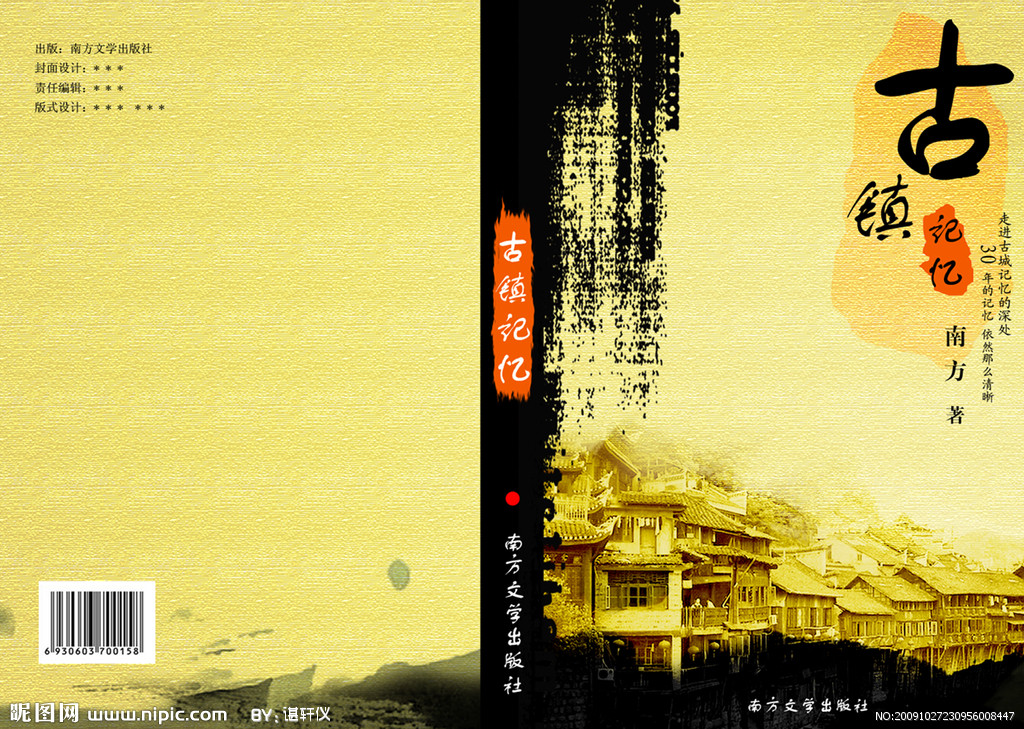 出版：南方文学出版社
封面设计：＊＊＊
责任编辑：＊＊＊
版式设计：＊＊＊ ＊＊＊
6 930603 700158
昵图网 www.nipic.com
BY：谌轩仪
古镇记忆
南方文学出版社
古镇记忆
走进古城记忆的深处
30年的记忆 依然那么清晰
南方 著
南方文学出版社
NO:20091027230956008447